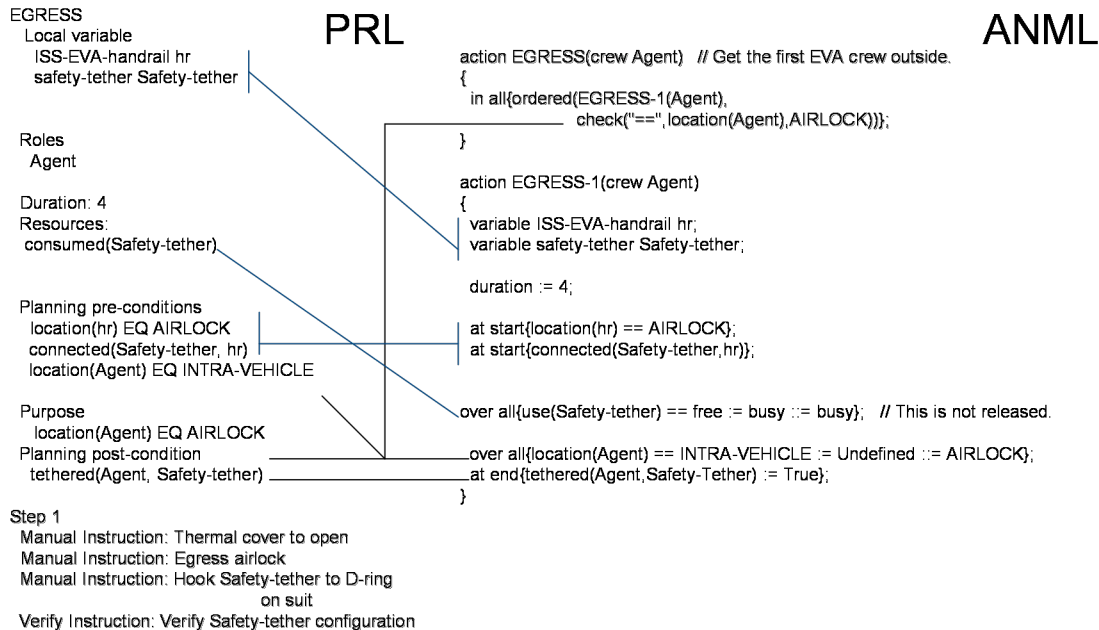 PRL
ANML
EGRESS
Local variable
ISS-EVA-handrail hr
safety-tether Safety-tether
Roles
Agent
Duration: 4
Resources:
consumed(Safety-tether)
Planning pre-conditions
location(hr) EQ AIRLOCK
connected(Safety-tether, hr)
location(Agent) EQ INTRA-VEHICLE
Purpose
location(Agent) EQ AIRLOCK
Planning post-condition
tethered(Agent, Safety-tether)
Step 1
Manual Instruction: Thermal cover to open
Manual Instruction: Egress airlock
Manual Instruction: Hook Safety-tether to D-ring
on suit
Verify Instruction: Verify Safety-tether configuration
action EGRESS(crew Agent) // Get the first EVA crew outside.
{
in all{ordered(EGRESS-1(Agent),
check("==",location(Agent),AIRLOCK))};
}
action EGRESS-1(crew Agent)
{
variable ISS-EVA-handrail hr;
variable safety-tether Safety-tether;
duration := 4;
at start{location(hr) == AIRLOCK};
at start{connected(Safety-tether,hr)};
over all{use(Safety-tether) == free := busy ::= busy}; // This is not released.
over all{location(Agent) == INTRA-VEHICLE := Undefined ::= AIRLOCK};
at end{tethered(Agent,Safety-Tether) := True};
}